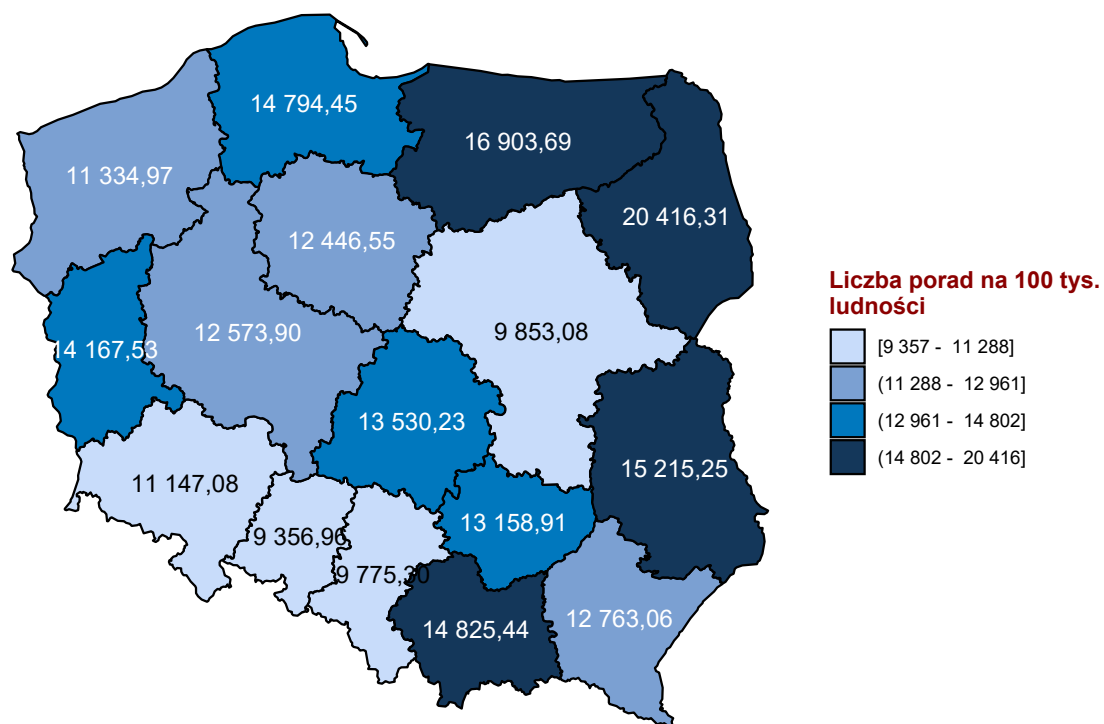 14 794,45
16 903,69
11 334,97
20 416,31
12 446,55
12 573,90
9 853,08
14 167,53
13 530,23
15 215,25
11 147,08
13 158,91
9 356,96
9 775,30
12 763,06
14 825,44
Liczba porad na 100 tys.
ludności
[9 357 - 11 288]
(11 288 - 12 961]
(12 961 - 14 802]
(14 802 - 20 416]